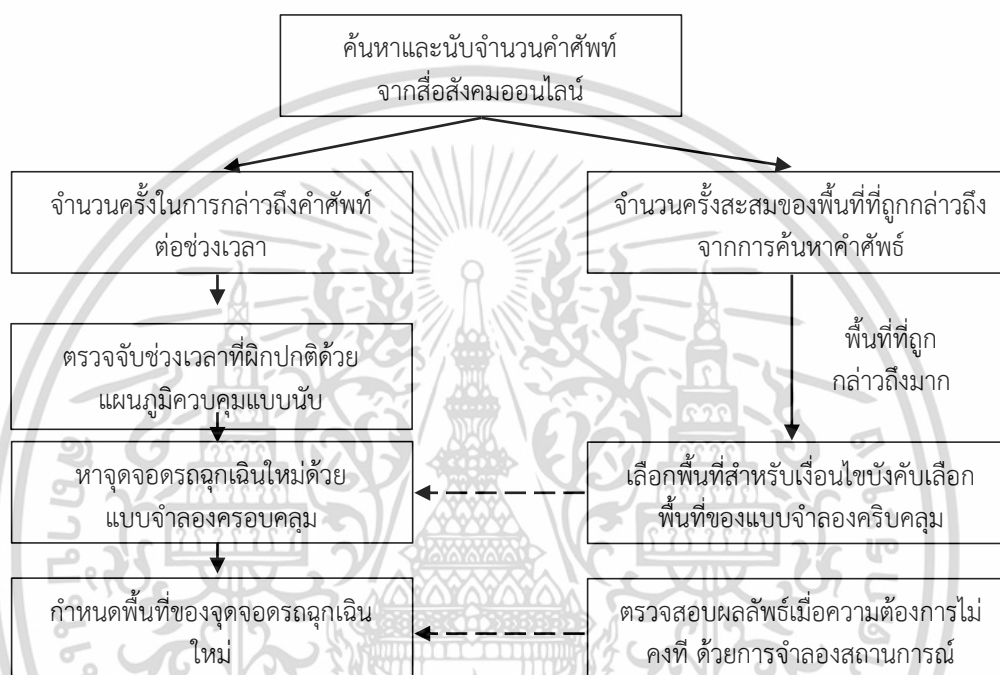 ค้นหาและนับจำนวนคำศัพท์
จากสื่อสังคมออนไลน์
จำนวนครั้งในการกล่าวถึงคำศัพท์
ต่อช่วงเวลา
จำนวนครั้งสะสมของพื้นที่ที่ถูกกล่าวถึง
จากการค้นหาคำศัพธ์
ตรวจจับช่วงเวลาที่ผิกปกติด้วย
แผนภูมิควบคุมแบบนับ
พื้นที่ที่ถูก
กล่าวถึงมาก
หาจุดจอดรถฉุกเฉินใหม่ด้วย
แบบจำลองครอบคลุม
เลือกพื้นที่สำหรับเงื่อนไขบังคับเลือก
พื้นที่ของแบบจำลองคริบคลุม
กำหนดพื้นที่ของจุดจอดรถฉุกเฉิน
ใหม่
ตรวจสอบผลลัพธ์เมื่อความต้องการไม่
คงที ด้วยการจำลองสถานการณ์